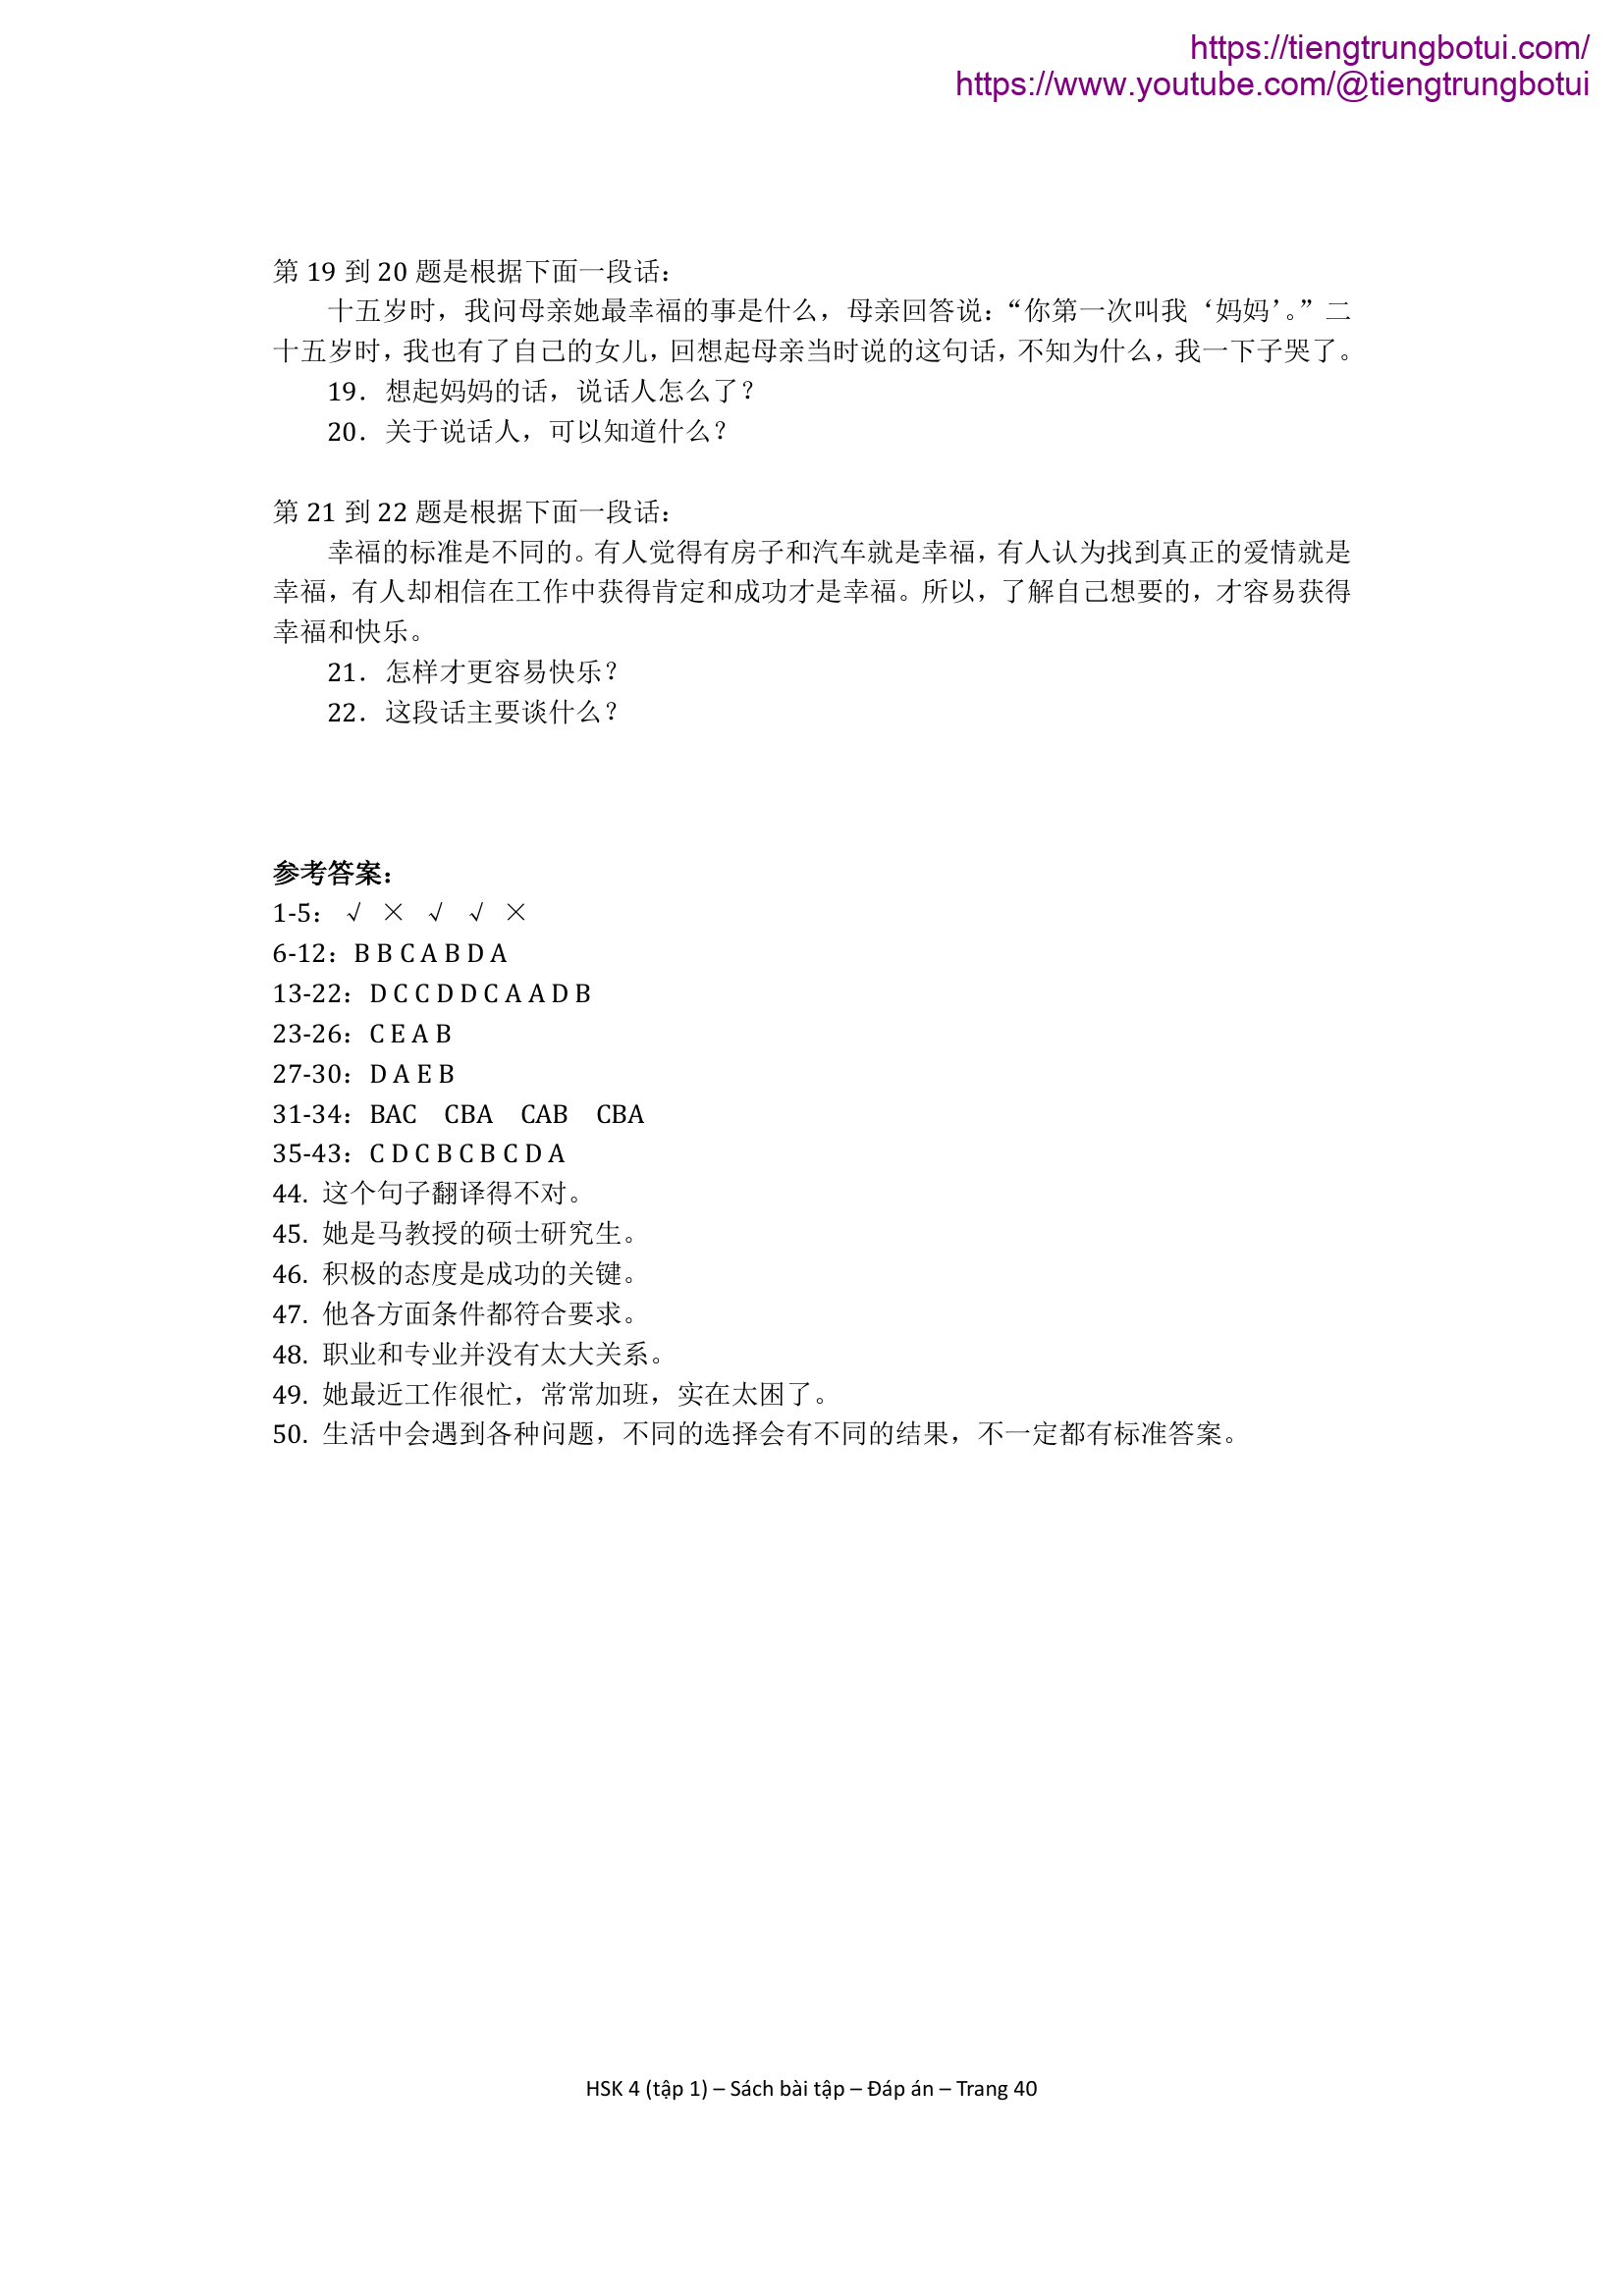 https://tiengtrungbotui.com/
https://www.youtube.com/@tiengtrungbotui
第 19 到 20 题是根据下面一段话：
十五岁时，我问母亲她最幸福的事是什么，母亲回答说：“你第一次叫我‘妈妈’。”二
十五岁时，我也有了自己的女儿，回想起母亲当时说的这句话，不知为什么，我一下子哭了。
19．想起妈妈的话，说话人怎么了？
20．关于说话人，可以知道什么？
第 21 到 22 题是根据下面一段话：
幸福的标准是不同的。有人觉得有房子和汽车就是幸福，有人认为找到真正的爱情就是
幸福，有人却相信在工作中获得肯定和成功才是幸福。所以，了解自己想要的，才容易获得
幸福和快乐。
21．怎样才更容易快乐？
22．这段话主要谈什么？
参考答案：
1-5： √ × √ √ ×
6-12：B B C A B D A
13-22：D C C D D C A A D B
23-26：C E A B
27-30：D A E B
31-34：BAC CBA CAB CBA
35-43：C D C B C B C D A
44. 这个句子翻译得不对。
45. 她是马教授的硕士研究生。
46. 积极的态度是成功的关键。
47. 他各方面条件都符合要求。
48. 职业和专业并没有太大关系。
49. 她最近工作很忙，常常加班，实在太困了。
50. 生活中会遇到各种问题，不同的选择会有不同的结果，不一定都有标准答案。
HSK 4 (tập 1) – Sách bài tập – Đáp án – Trang 40